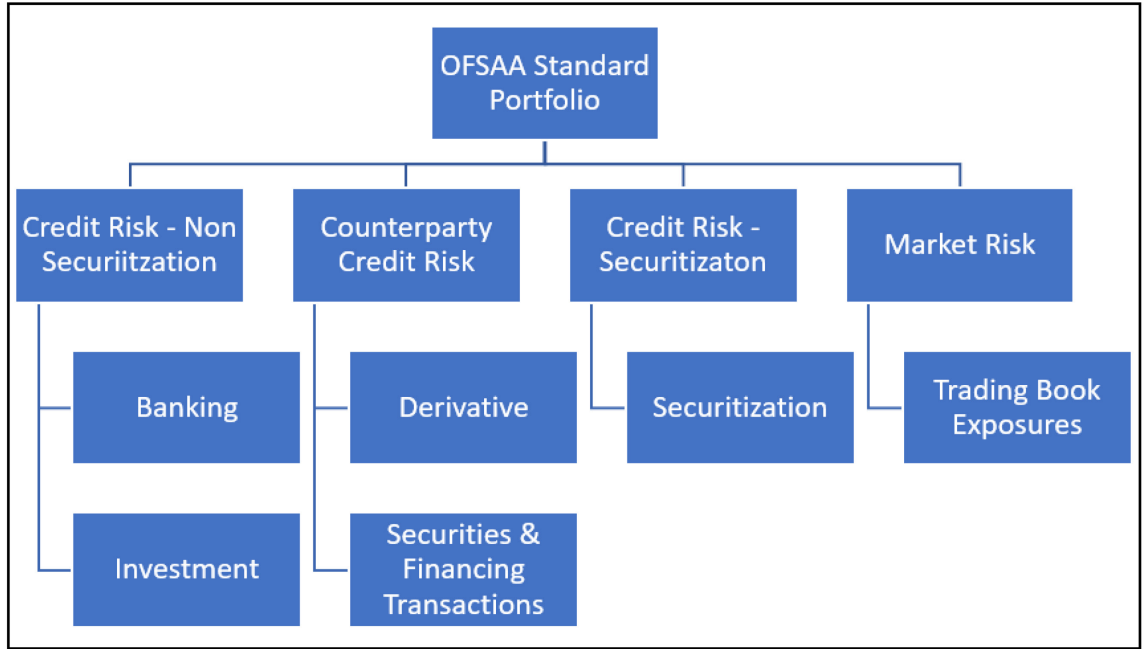 OFSAA Standard
Portfolio
Credit Risk - Non
Securiitzation
Counterparty
Credit Risk
Credit Risk -
Securitizaton
Market Risk
Banking
Derivative
Securitization
Trading Book
Exposures
Investment
Securities &
Financing
Transactions